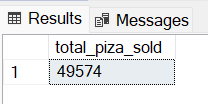 Results Messages
total_piza_sold
1 49574